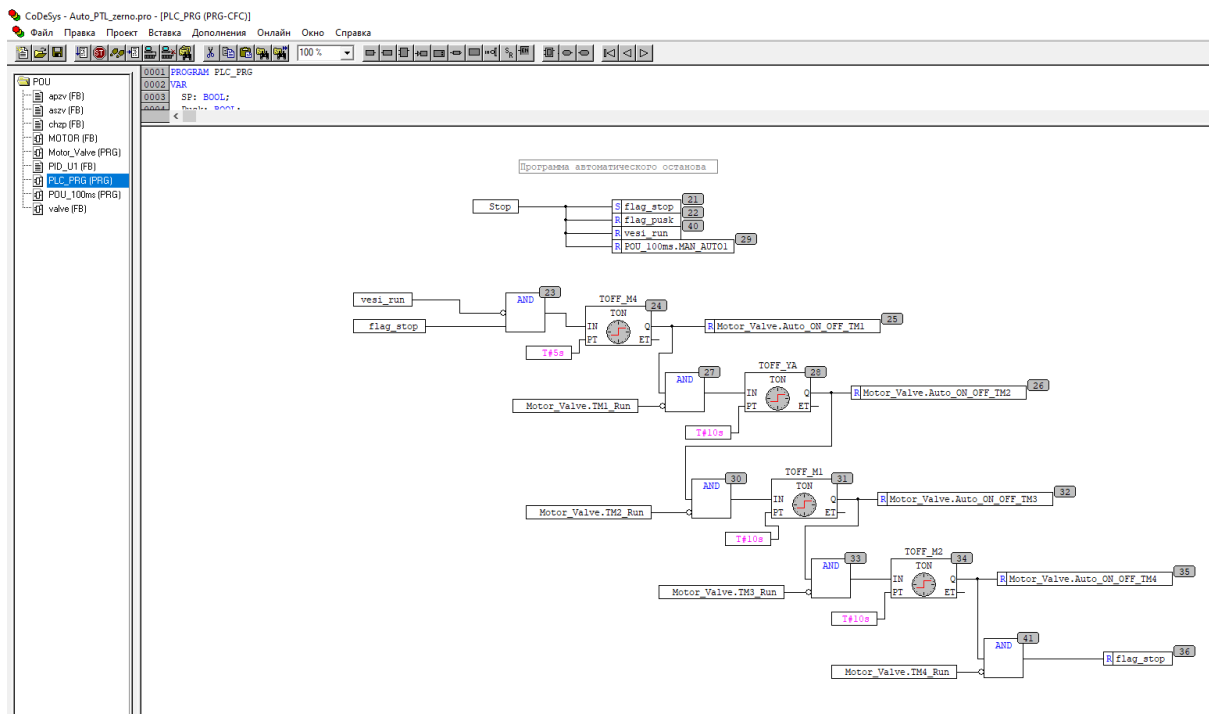 CoDeSys - Auto_PTL_zerno.pro - [PLC_PRG (PRG-CFC)]
Файл Правка Проект Вставка Дополнения Онлайн Окно Справка
100 %
POU
apzv (FB)
aszv (FB)
chzp (FB)
MOTOR (FB)
Motor_Valve (PRG)
PID_U1 (FB)
PLC_PRG (PRG)
POU_100ms (PRG)
valve (FB)
0001 PROGRAM PLC_PRG
0002 VAR
0003 SP: BOOL;
Программа автоматического останова
Stop
S flag_stop 21
R flag_pusk 22
R vesi_run 40
R POU_100ms.MAN_AUTO1 29
vesi_run
flag_stop
AND 23
TOFF_M4
TON 24
IN Q
PT ET
T#5s
R Motor_Valve.Auto_ON_OFF_TM1 25
Motor_Valve.TM1_Run
AND 27
TOFF_YA
TON 28
IN Q
PT ET
T#10s
R Motor_Valve.Auto_ON_OFF_TM2 26
Motor_Valve.TM2_Run
AND 30
TOFF_M1
TON 31
IN Q
PT ET
T#10s
R Motor_Valve.Auto_ON_OFF_TM3 32
Motor_Valve.TM3_Run
AND 33
TOFF_M2
TON 34
IN Q
PT ET
T#10s
R Motor_Valve.Auto_ON_OFF_TM4 35
Motor_Valve.TM4_Run
AND 41
R flag_stop 36